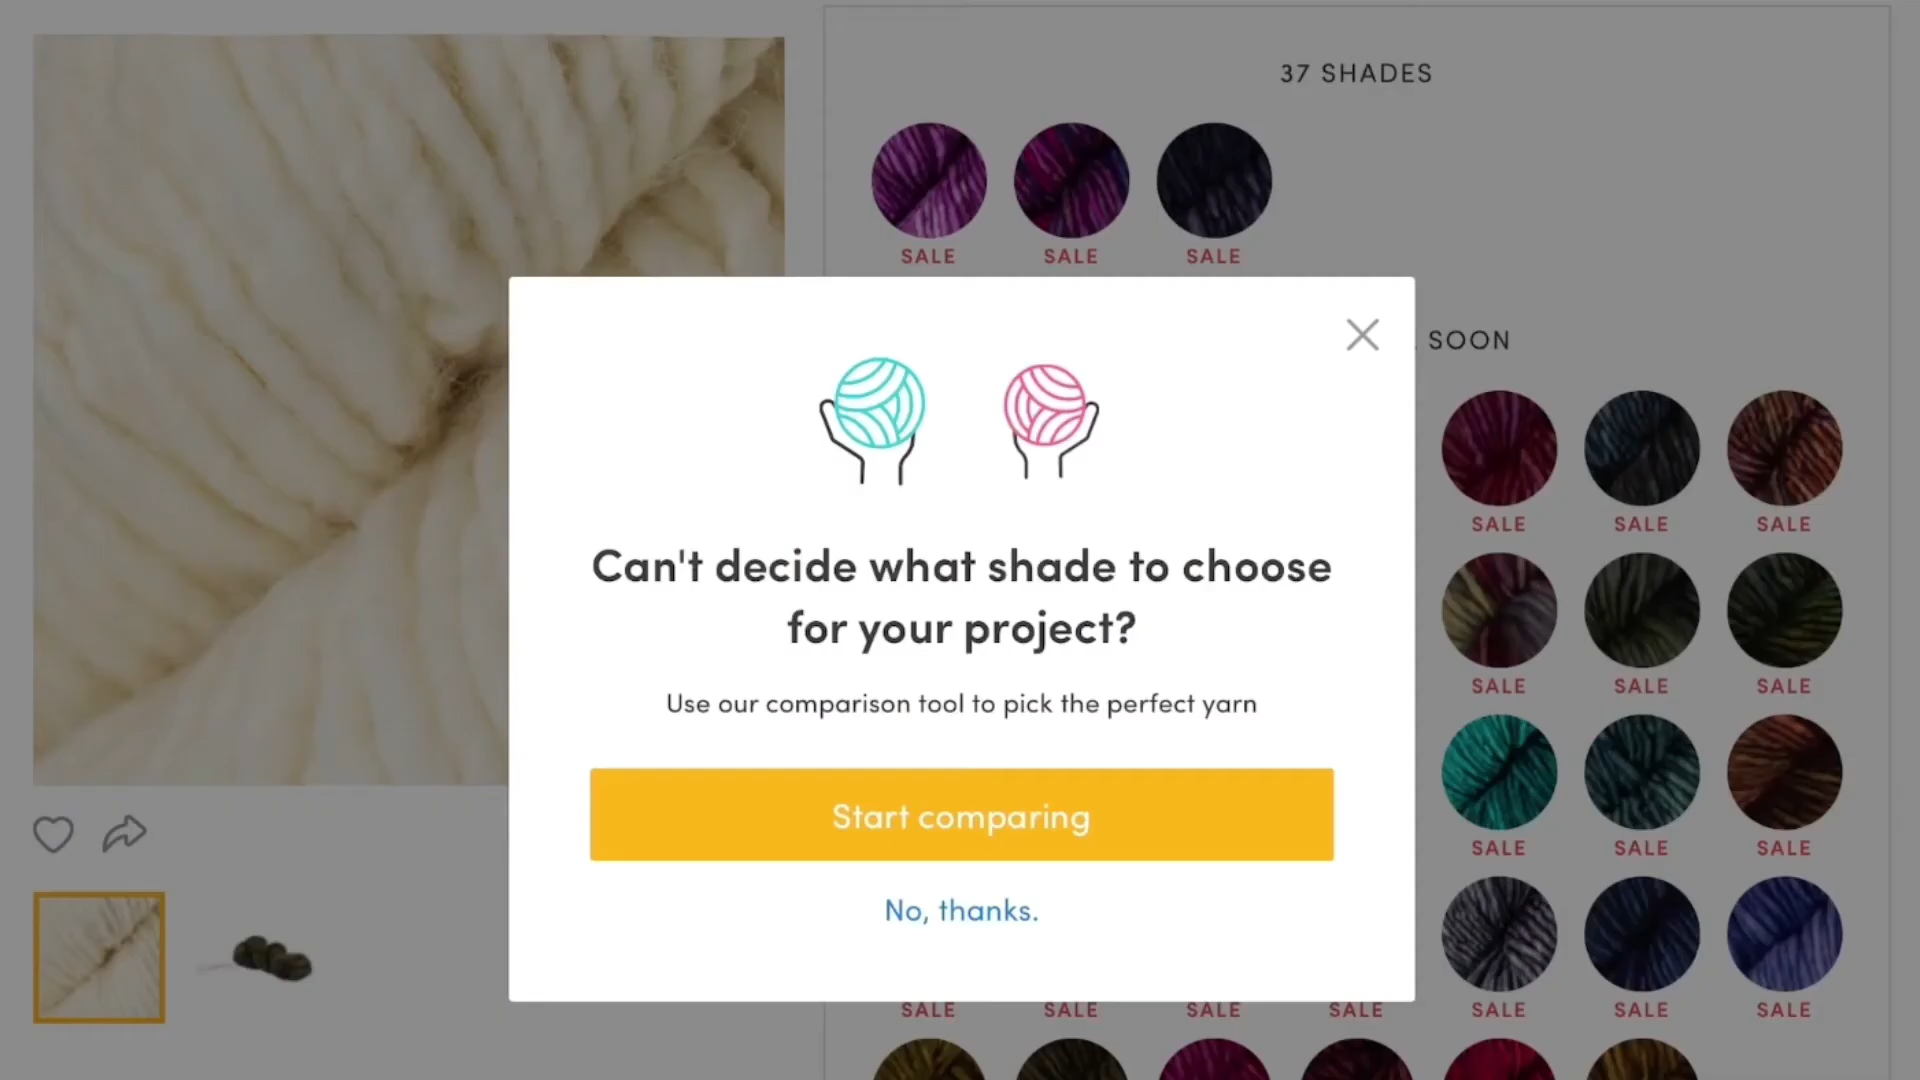 37 SHADES
SALE SALE SALE
SOON
Can't decide what shade to choose
for your project?
Use our comparison tool to pick the perfect yarn
Start comparing
No, thanks.
SALE SALE SALE
SALE SALE SALE
SALE SALE SALE
SALE SALE SALE SALE SALE SALE SALE